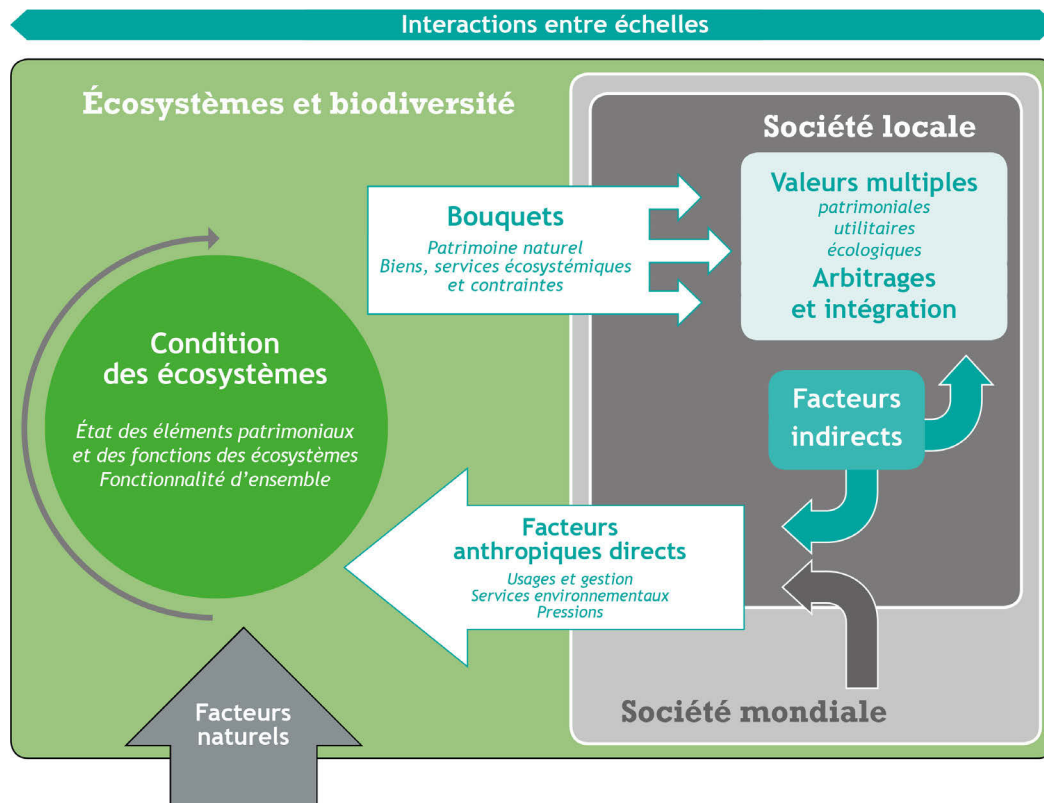 Interactions entre échelles
Écosystèmes et biodiversité
Société locale
Valeurs multiples
patrimoniales
utilitaires
écologiques
Arbitrages
et intégration
Bouquets
Patrimoine naturel
Biens, services écosystémiques
et contraintes
Condition
des écosystèmes
État des éléments patrimoniaux
et des fonctions des écosystèmes
Fonctionnalité d’ensemble
Facteurs
indirects
Facteurs
anthropiques directs
Usages et gestion
Services environnementaux
Pressions
Société mondiale
Facteurs
naturels